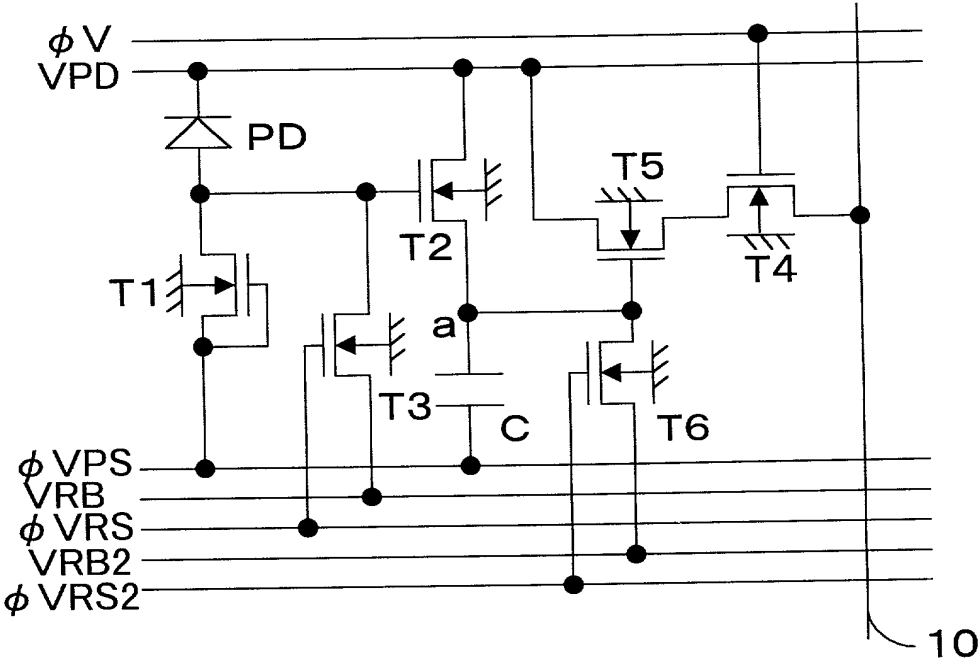 ϕV
VPD
PD
T5
T2
T4
T1
a
T3
C
T6
ϕVPS
VRB
ϕVRS
VRB2
ϕVRS2
10